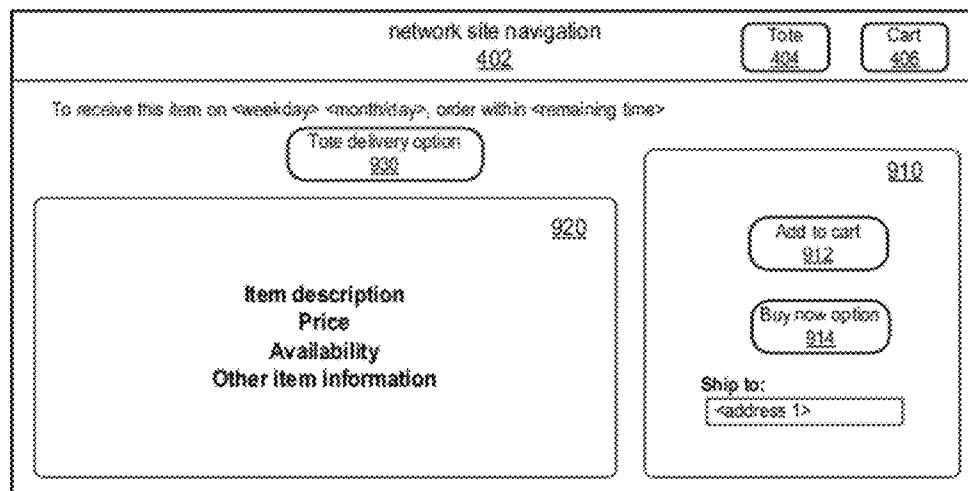 network site navigation
402
Tote
404
Cart
406
To receive this item on <weekday> <month/day>, order within <remaining time>
Tote delivery option
930
910
920
Add to cart
912
Item description
Price
Availability
Other item information
Buy now option
914
Ship to:
<address 1>